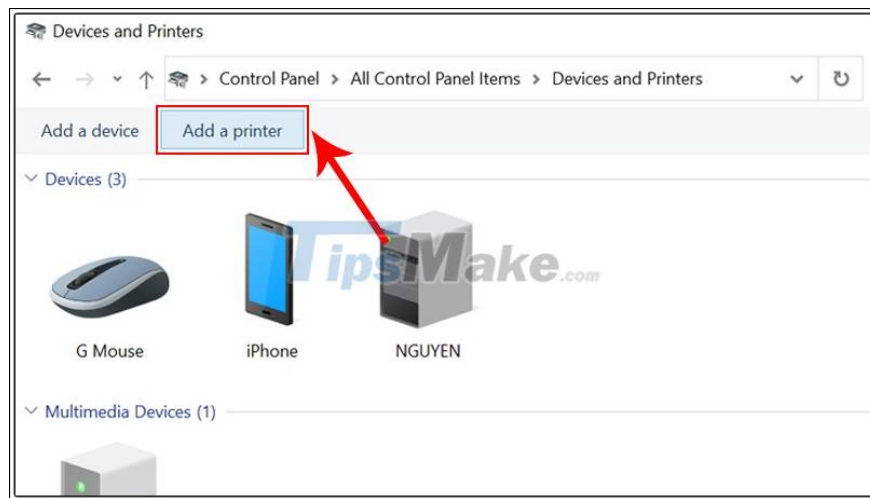 Devices and Printers
Control Panel > All Control Panel Items > Devices and Printers
Add a device Add a printer
Devices (3)
TipsMake.com
G Mouse iPhone NGUYEN
Multimedia Devices (1)